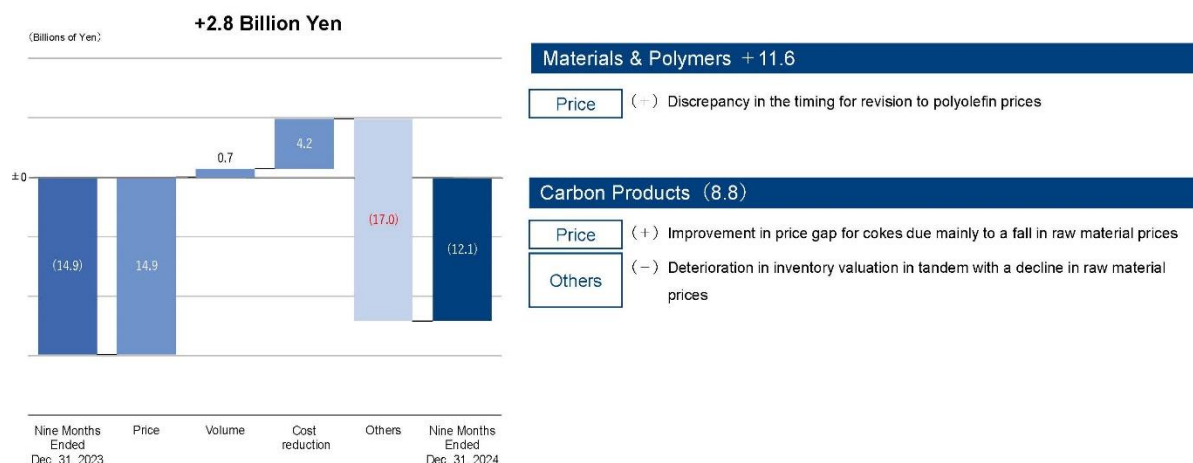 +2.8 Billion Yen
(Billions of Yen)
±0
(14.9)
14.9
0.7
4.2
(17.0)
(12.1)
Nine Months
Ended
Dec. 31, 2023
Price
Volume
Cost
reduction
Others
Nine Months
Ended
Dec. 31, 2024
Materials & Polymers +11.6
Price
(+) Discrepancy in the timing for revision to polyolefin prices
Carbon Products (8.8)
Price
(+) Improvement in price gap for cokes due mainly to a fall in raw material prices
Others
(−) Deterioration in inventory valuation in tandem with a decline in raw material
prices